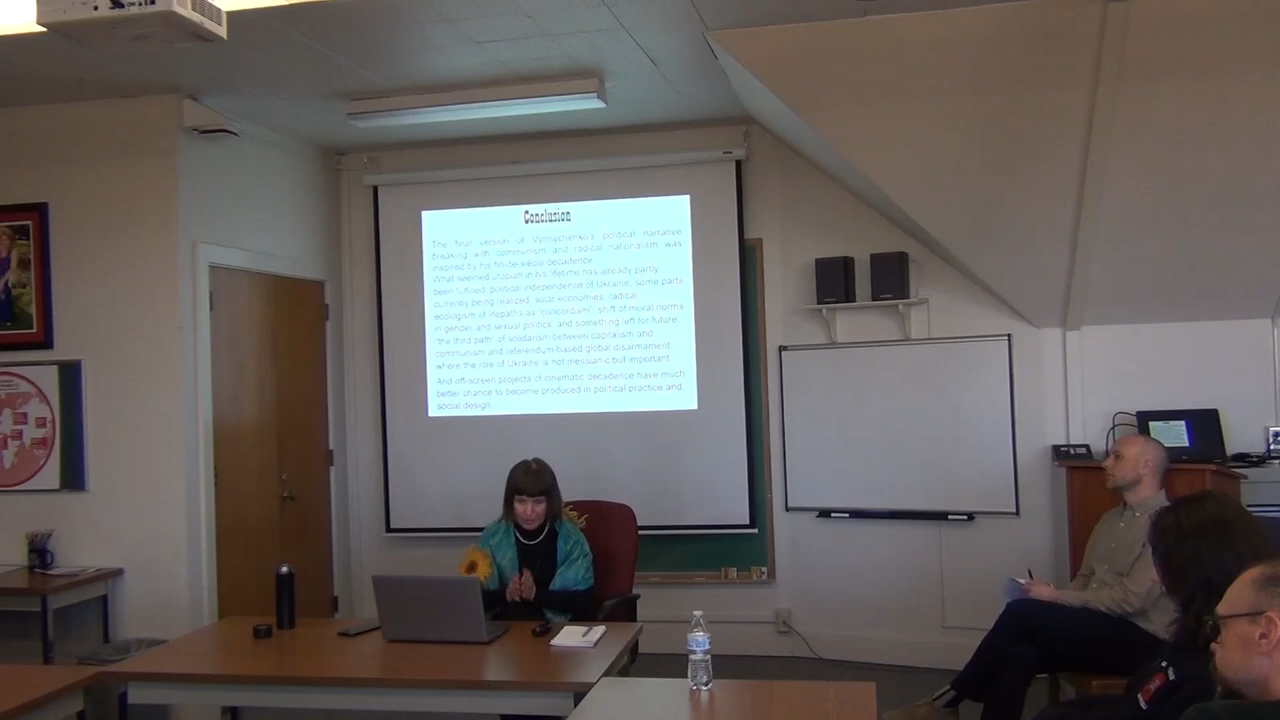 Conclusion
The final version of Vynnychenko's political narrative
breaking with communism and radical nationalism was
inspired by his fin-de-siècle decadence.
What seemed utopian in his lifetime has already partly
been fulfilled: political independence of Ukraine; some parts
currently being realized: solar economies, radical
ecologism of lifepaths as "concordism", shift of moral norms
in gender and sexual politics; and something left for future:
"the third path" of solidarism between capitalism and
communism and referendum-based global disarmament
where the role of Ukraine is not messianic but important.
And off-screen projects of cinematic decadence have much
better chance to become produced in political practice and
social design.